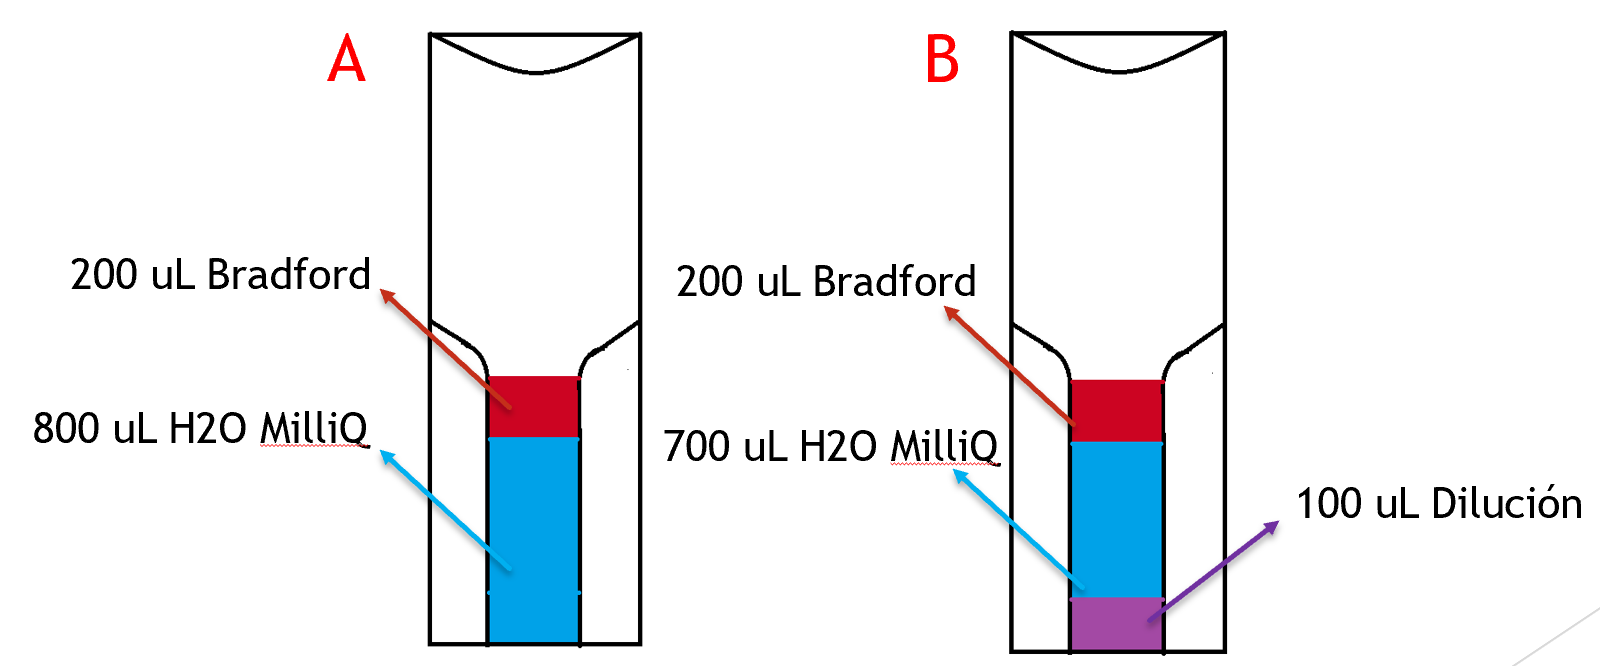 A
200 uL Bradford
800 uL H2O MilliQ
B
200 uL Bradford
700 uL H2O MilliQ
100 uL Dilución